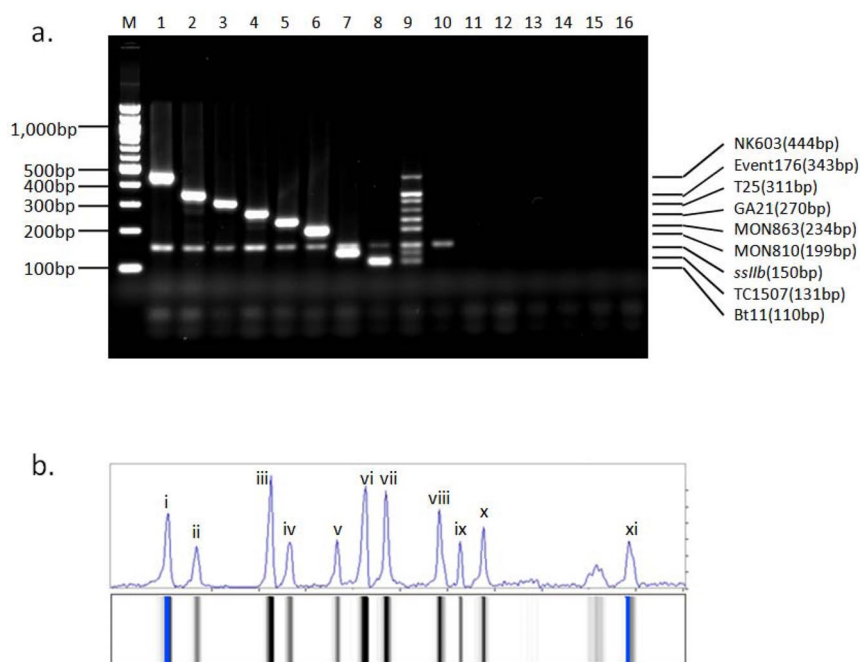 a.
M 1 2 3 4 5 6 7 8 9 10 11 12 13 14 15 16
1,000bp
500bp
400bp
300bp
200bp
100bp
NK603(444bp)
Event176(343bp)
T25(311bp)
GA21(270bp)
MON863(234bp)
MON810(199bp)
ssIIb(150bp)
TC1507(131bp)
Bt11(110bp)
b.
i ii iii iv v vi vii viii ix x xi